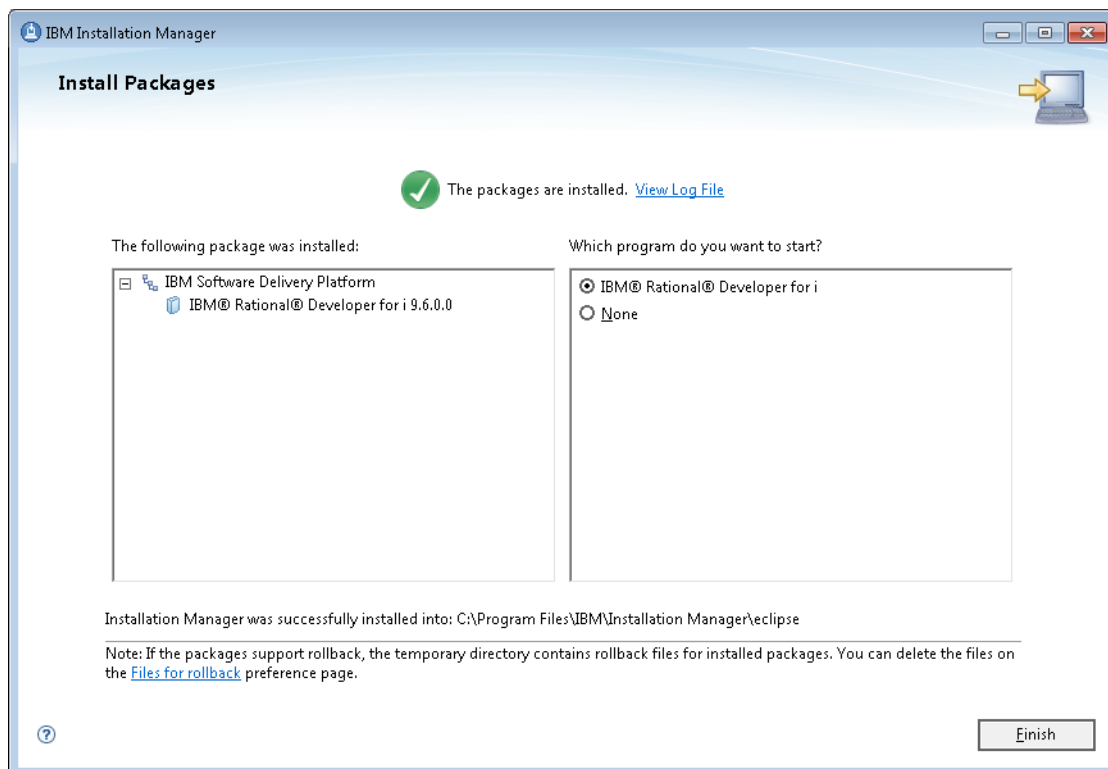 IBM Installation Manager
Install Packages
The packages are installed. View Log File
The following package was installed:
IBM Software Delivery Platform
IBM® Rational® Developer for i 9.6.0.0
Which program do you want to start?
IBM® Rational® Developer for i
None
Installation Manager was successfully installed into: C:\Program Files\IBM\Installation Manager\eclipse
Note: If the packages support rollback, the temporary directory contains rollback files for installed packages. You can delete the files on
the Files for rollback preference page.
?
Finish